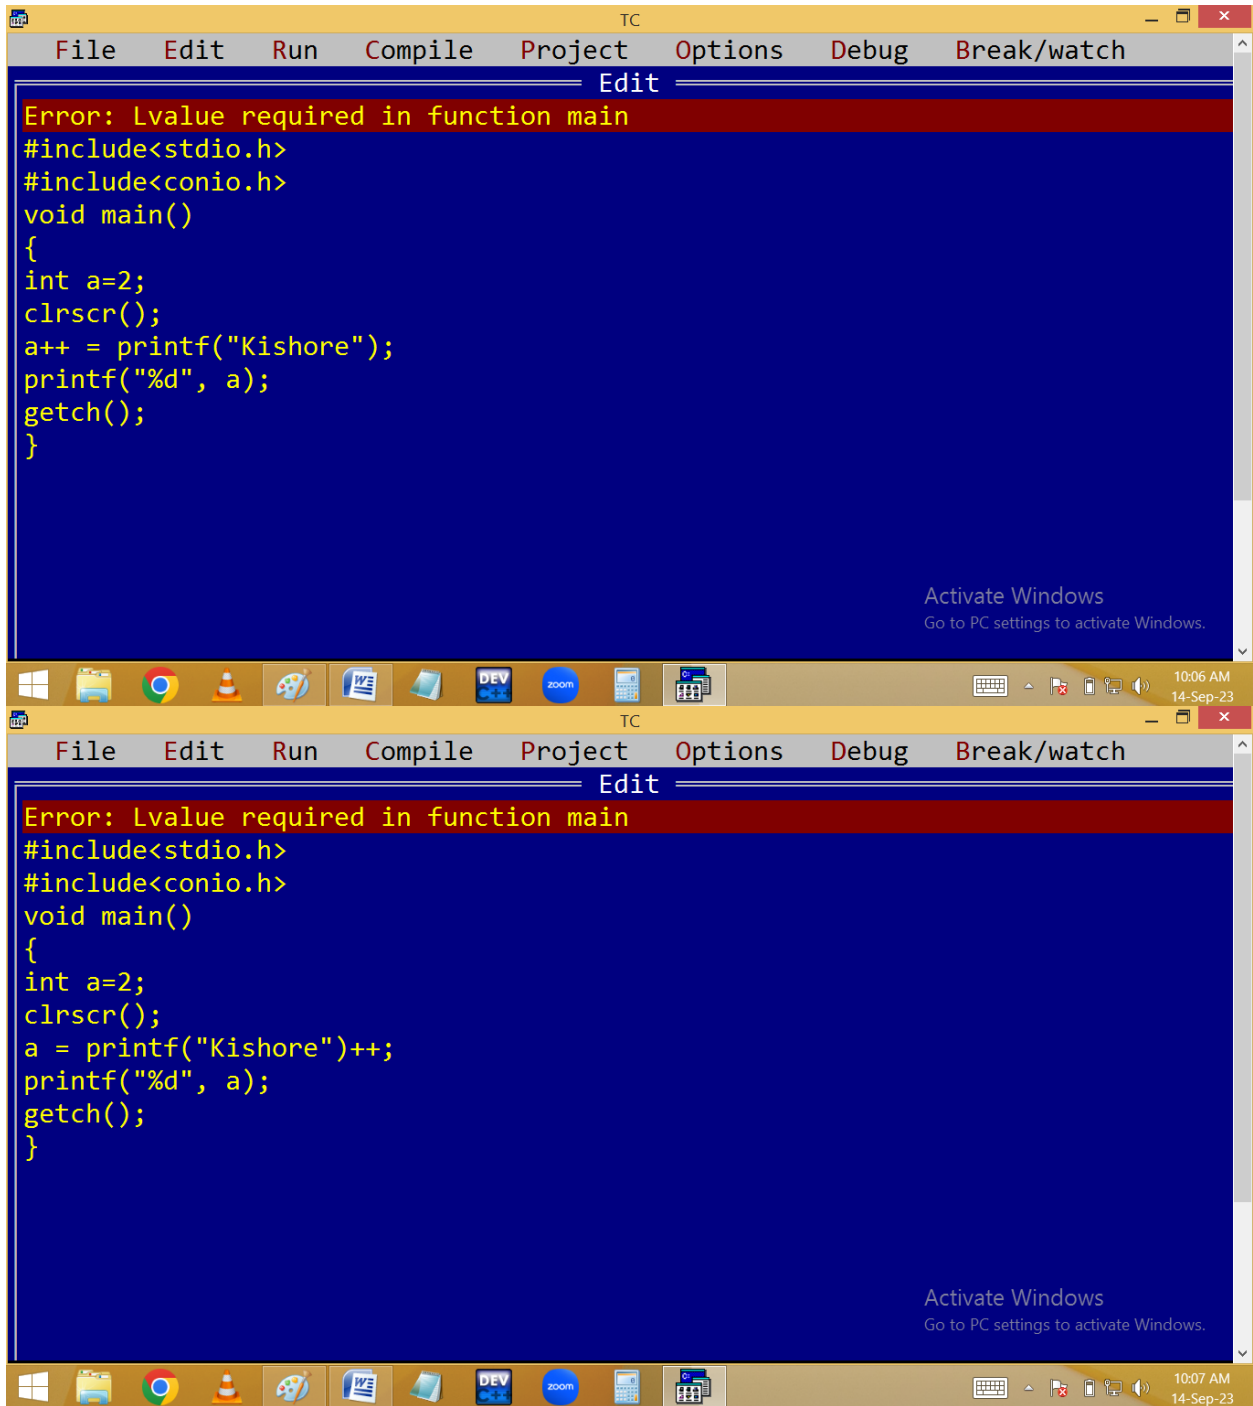 TC
File Edit Run Compile Project Options Debug Break/watch
Edit
Error: Lvalue required in function main
#include<stdio.h>
#include<conio.h>
void main()
{
int a=2;
clrscr();
a++ = printf("Kishore");
printf("%d", a);
getch();
}
Activate Windows
Go to PC settings to activate Windows.
DEV
C++
zoom
10:06 AM
14-Sep-23
TC
File Edit Run Compile Project Options Debug Break/watch
Edit
Error: Lvalue required in function main
#include<stdio.h>
#include<conio.h>
void main()
{
int a=2;
clrscr();
a = printf("Kishore")++;
printf("%d", a);
getch();
}
Activate Windows
Go to PC settings to activate Windows.
DEV
C++
zoom
10:07 AM
14-Sep-23